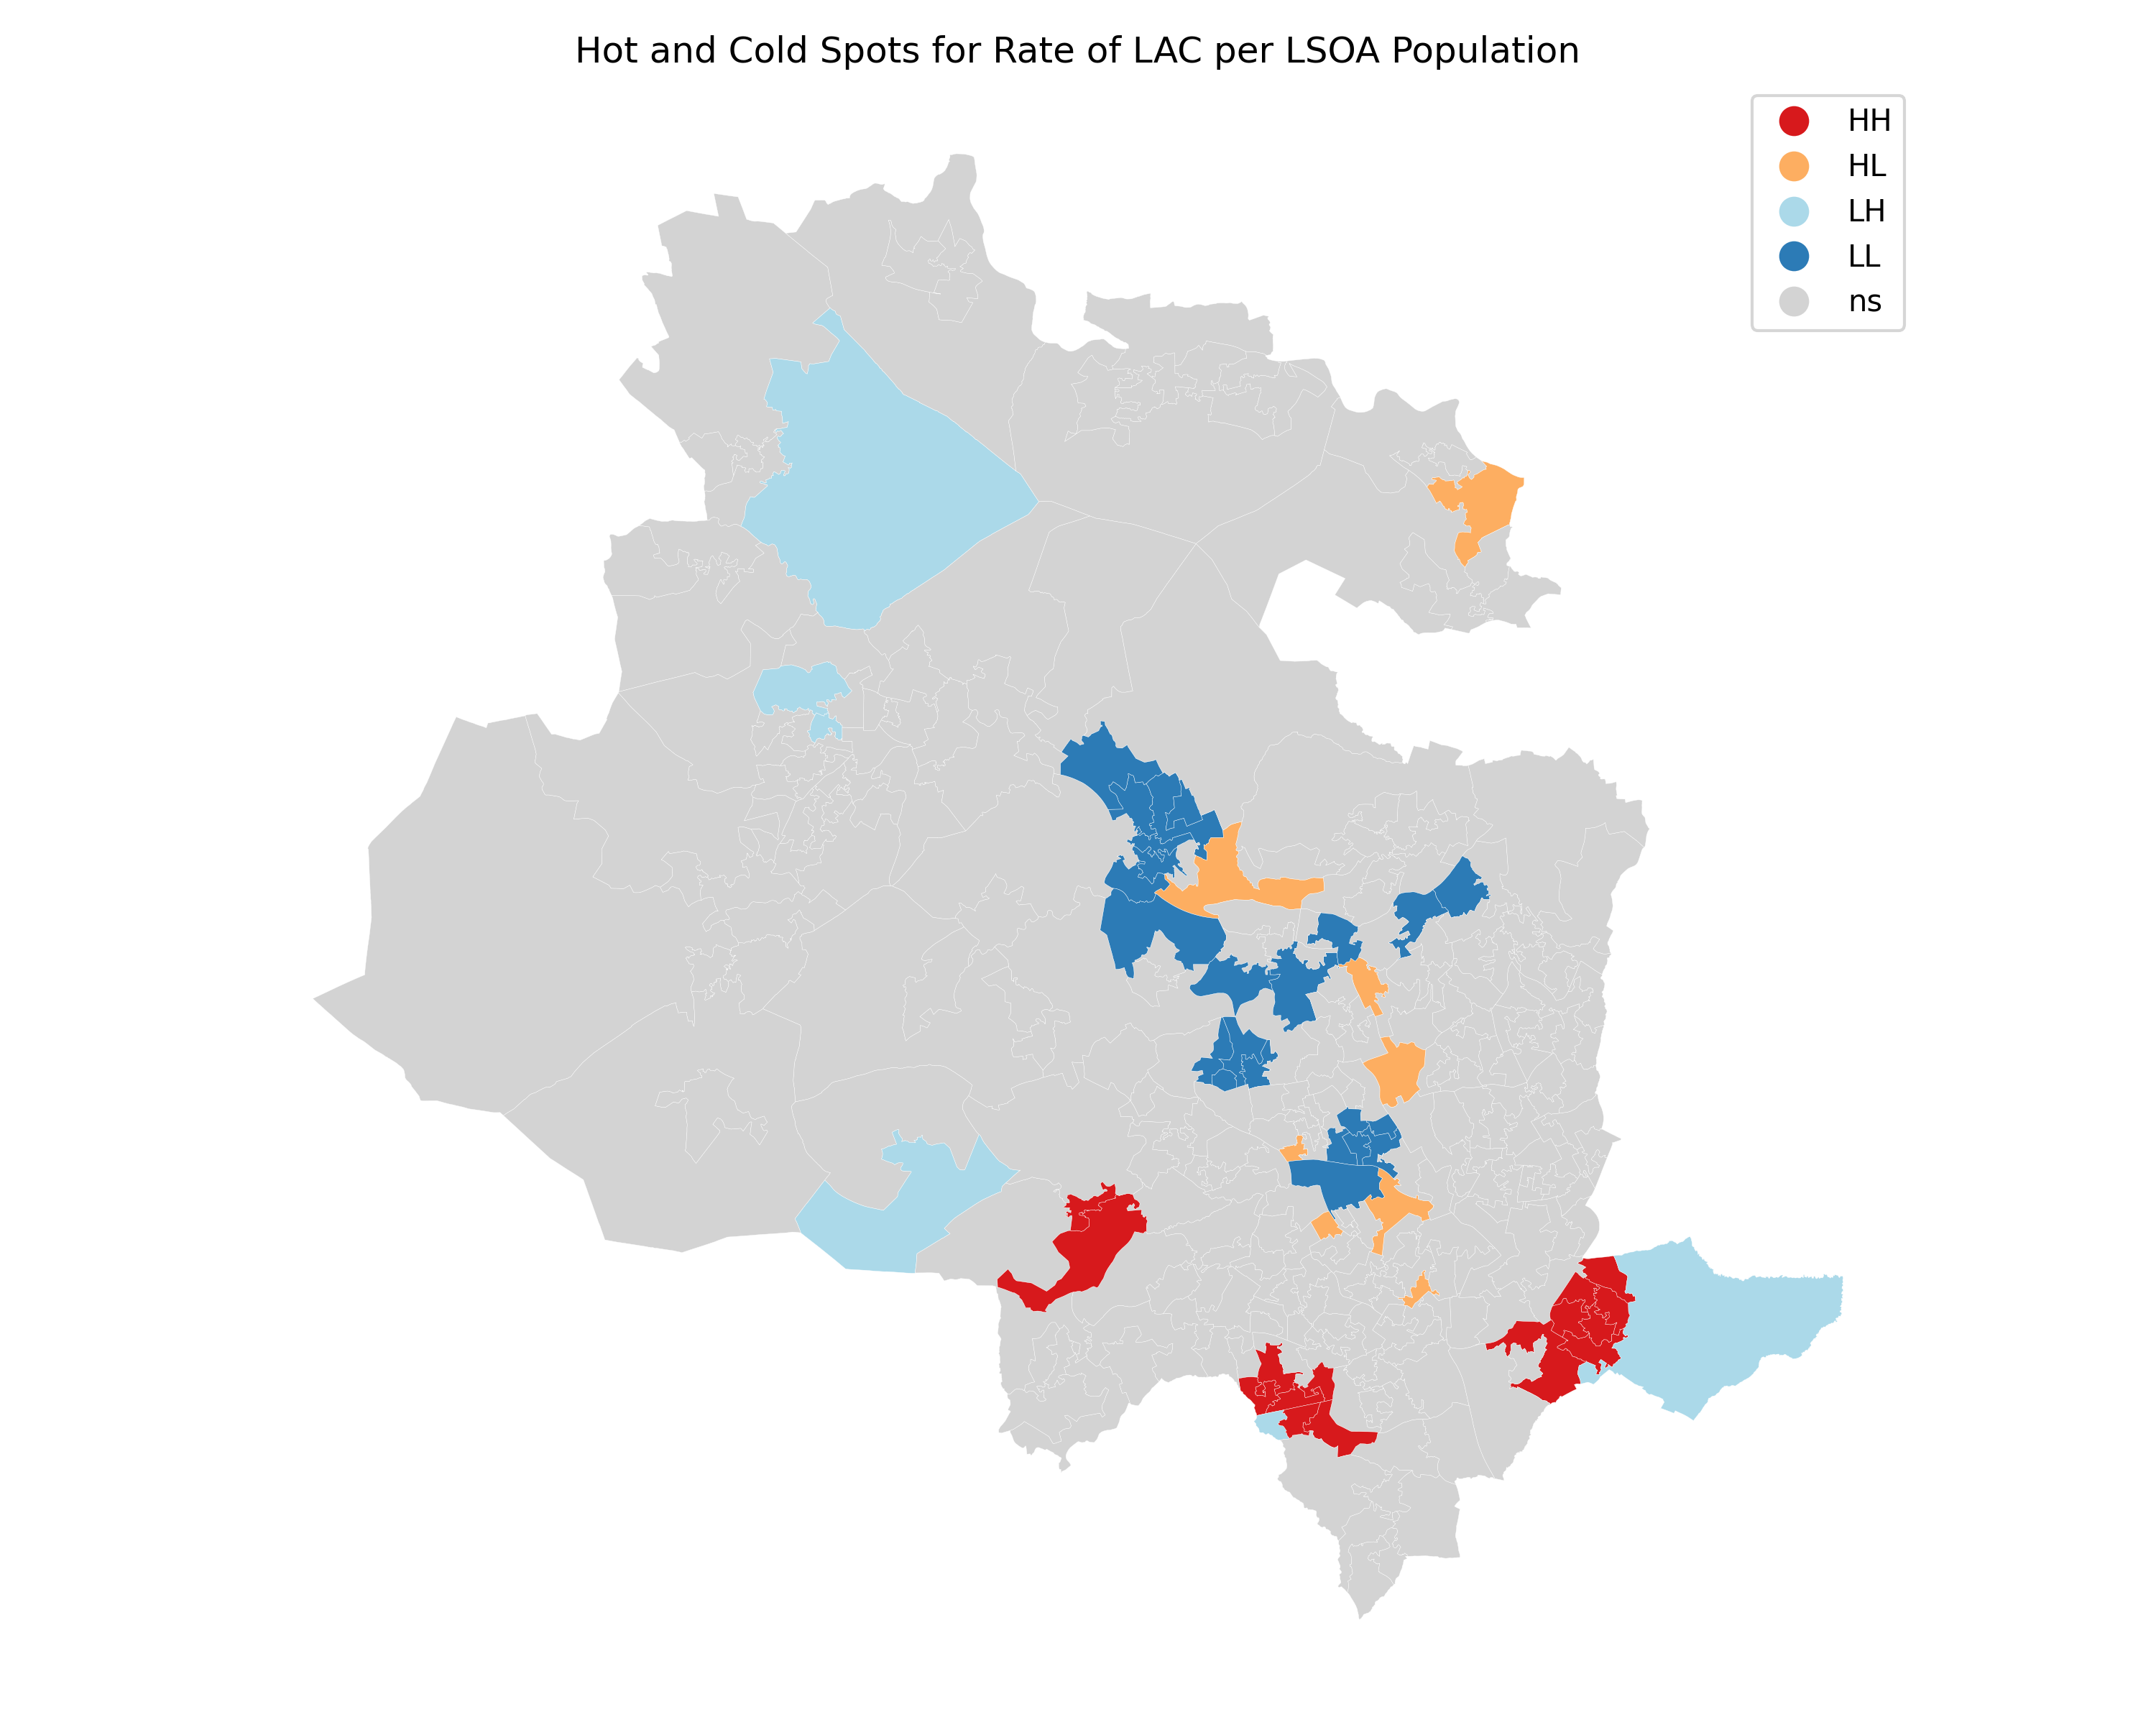 Hot and Cold Spots for Rate of LAC per LSOA Population
HH
HL
LH
LL
ns